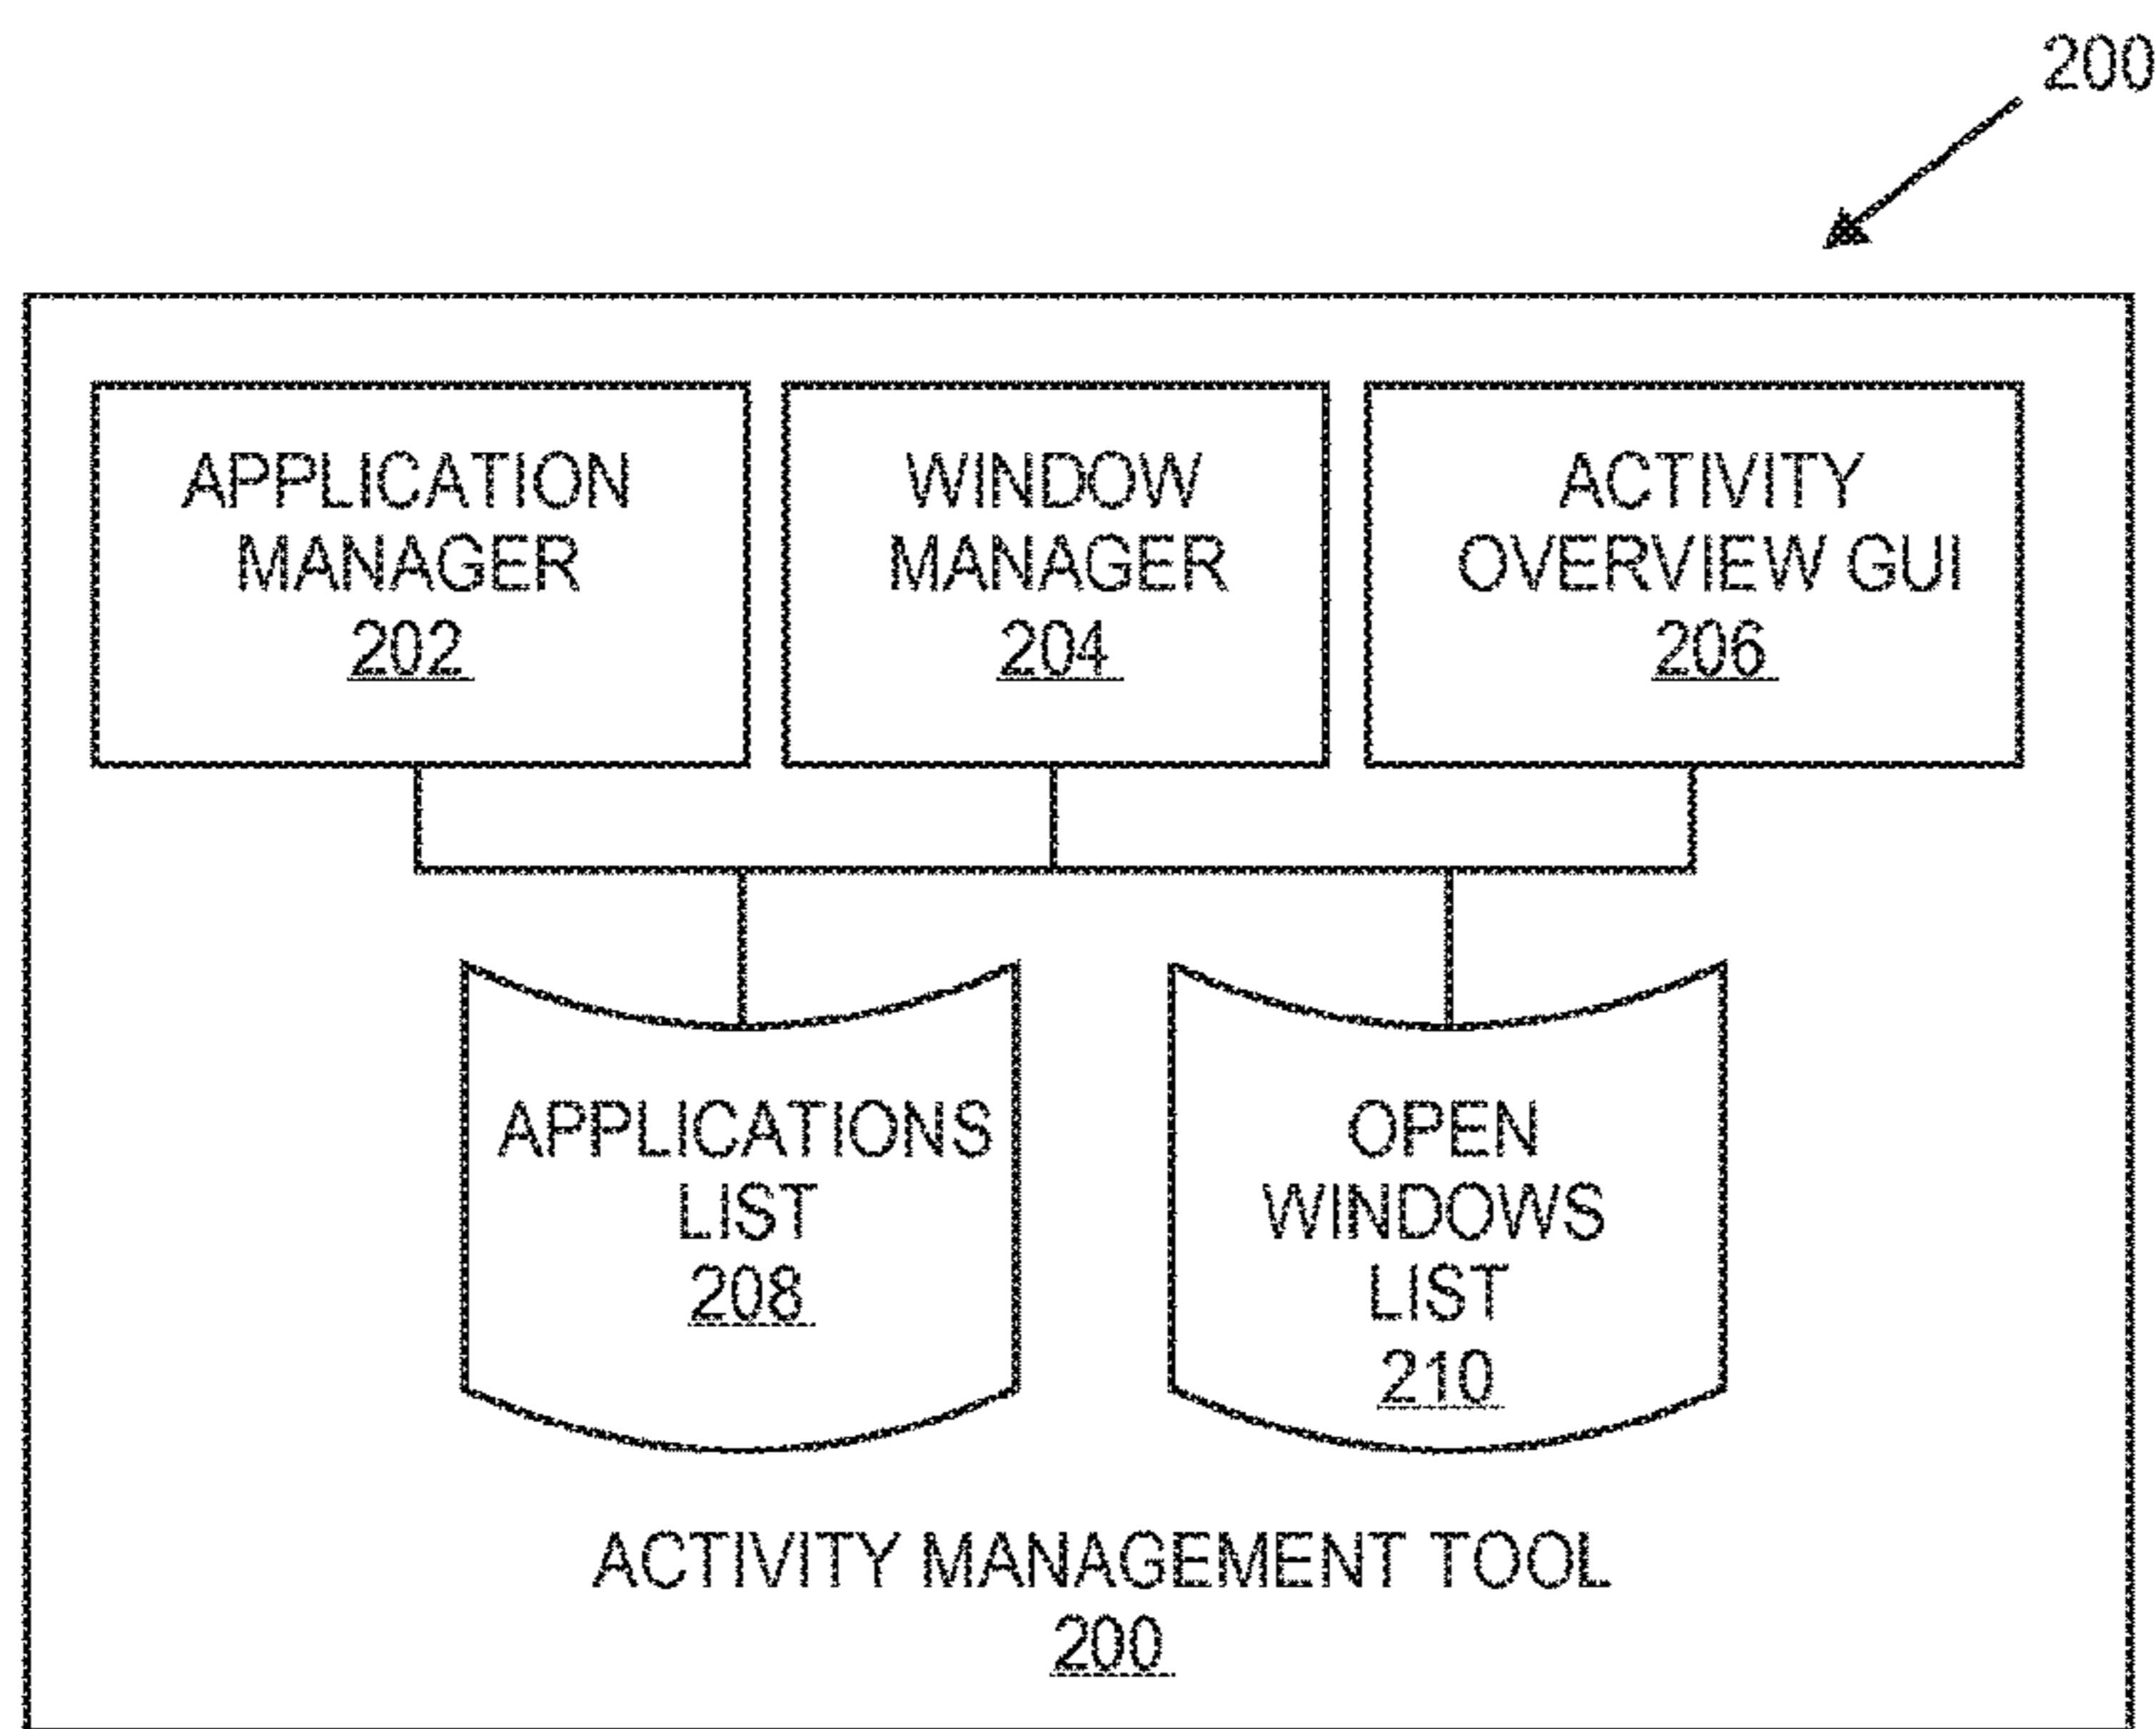 200
APPLICATION
MANAGER
202
WINDOW
MANAGER
204
ACTIVITY
OVERVIEW GUI
206
APPLICATIONS
LIST
208
OPEN
WINDOWS
LIST
210
ACTIVITY MANAGEMENT TOOL
200